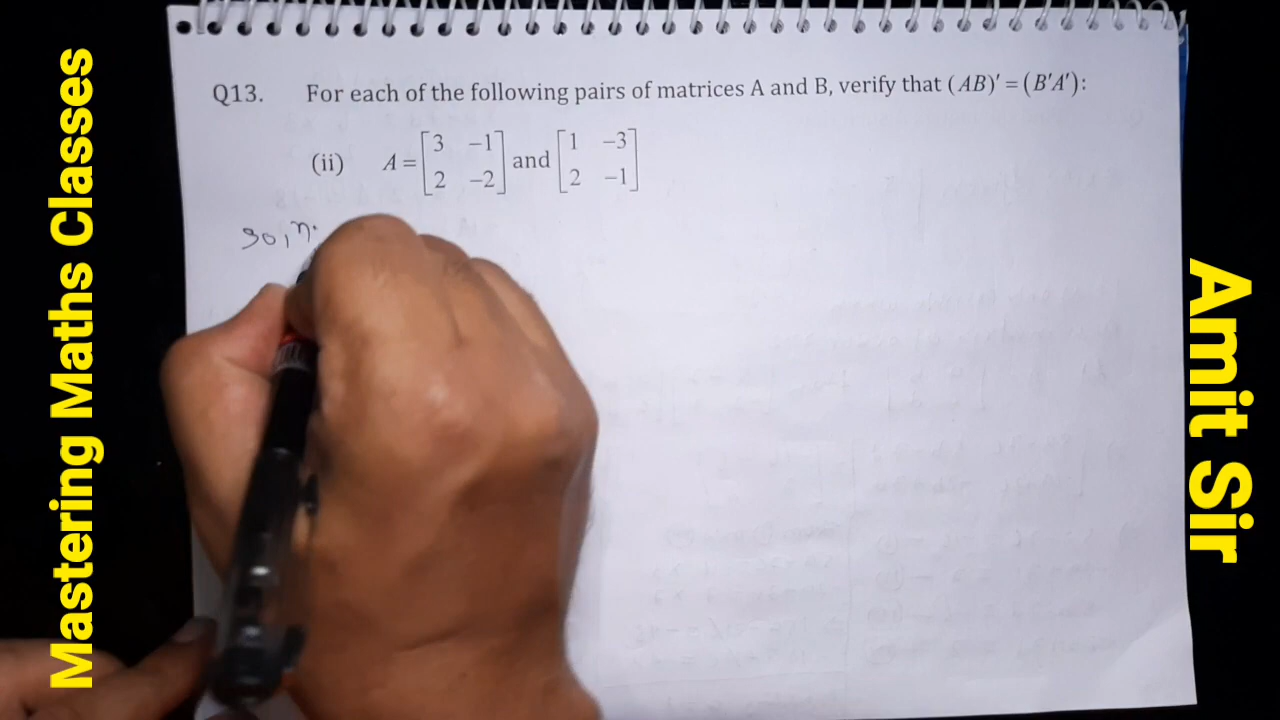 Mastering Maths Classes
Q13. For each of the following pairs of matrices A and B, verify that (AB)′ = (B′A′):
(ii) A = [3 −1] and [1 −3]
[2 −2] [2 −1]
Amit Sir